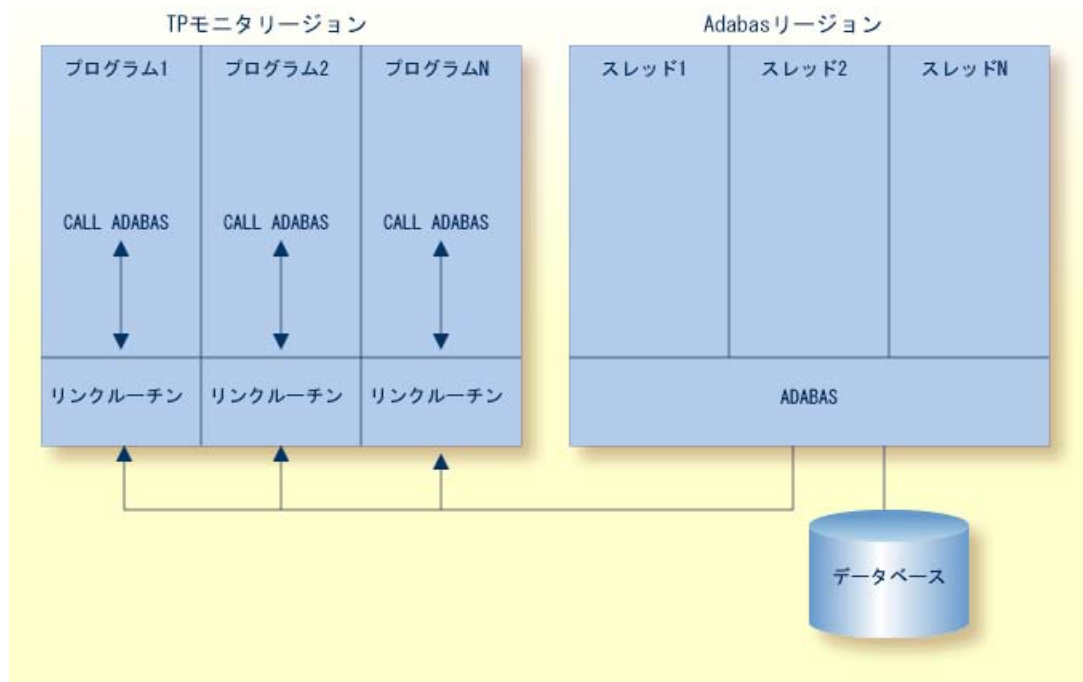 TPモニタリージョン
Adabasリージョン
プログラム1
プログラム2
プログラムN
スレッド1
スレッド2
スレッドN
CALL ADABAS
CALL ADABAS
CALL ADABAS
リンクルーチン
リンクルーチン
リンクルーチン
ADABAS
データベース